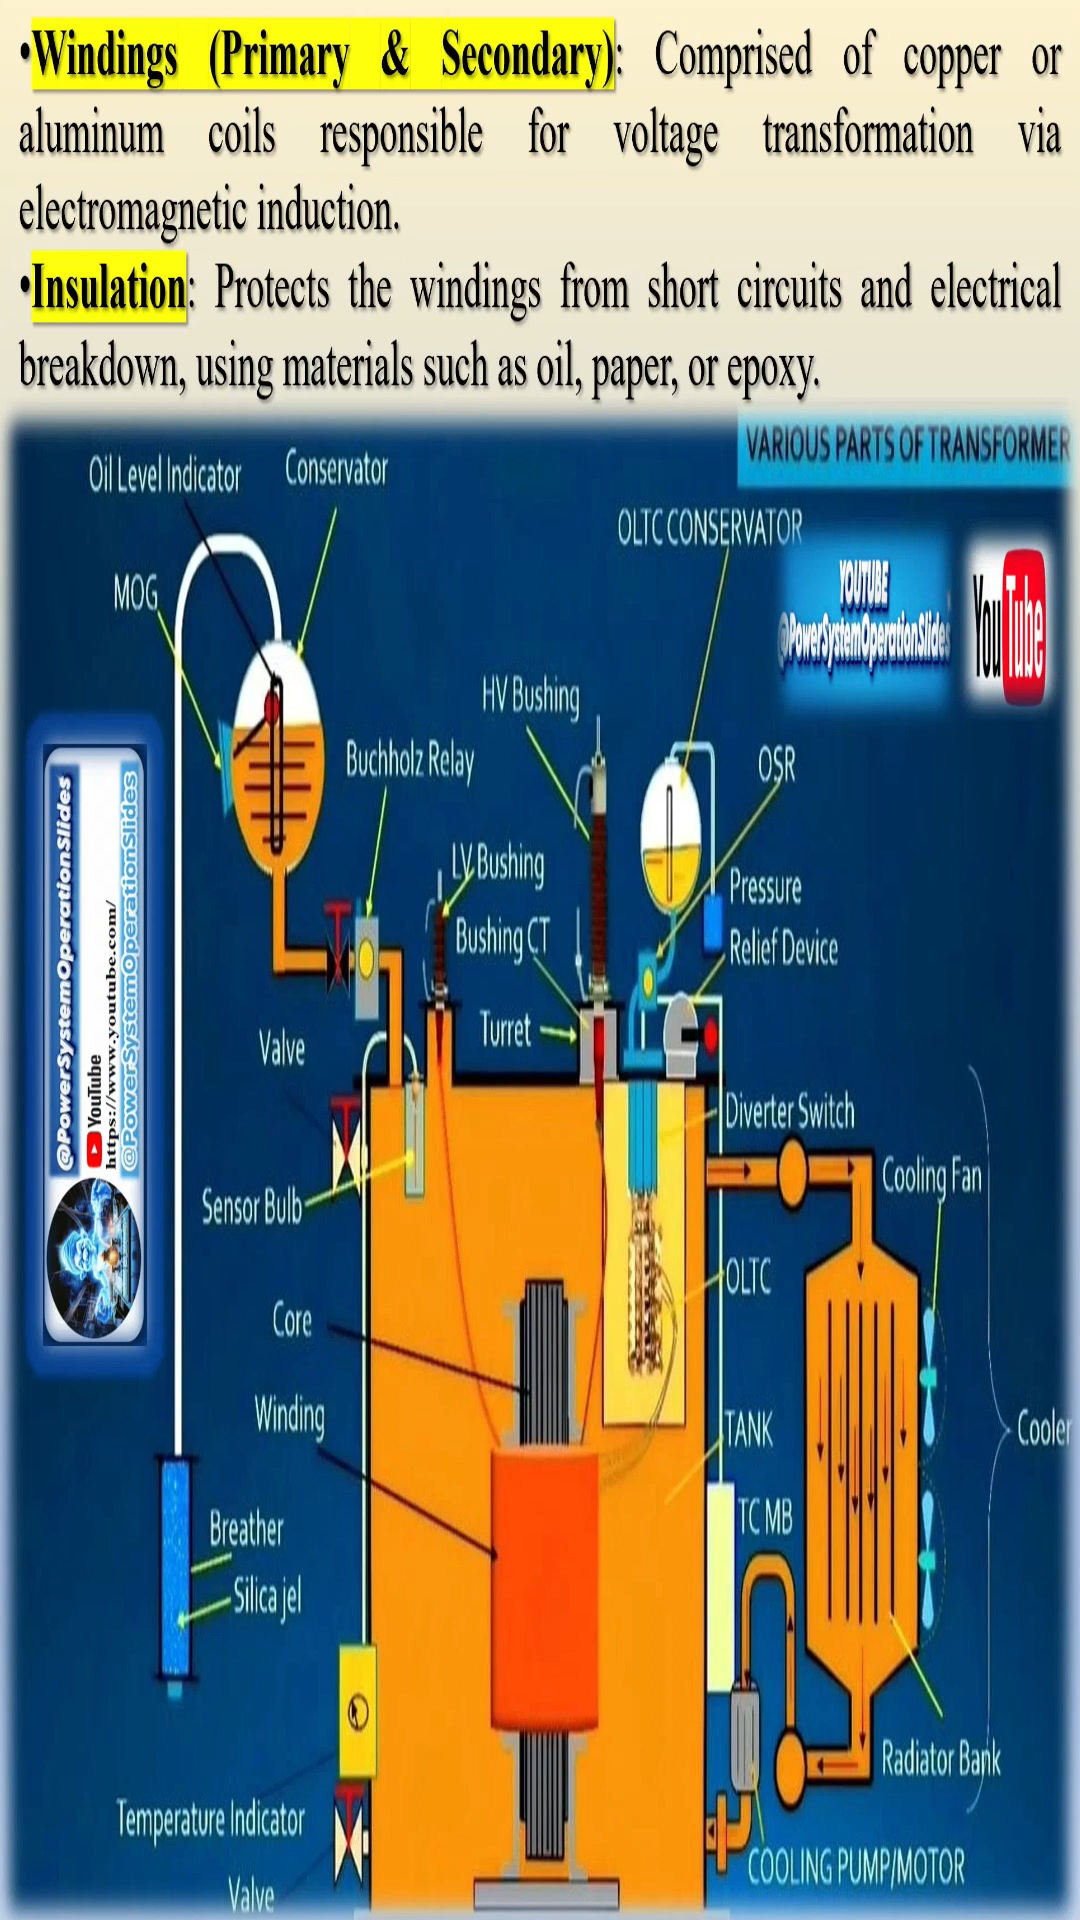 •Windings (Primary & Secondary): Comprised of copper or
aluminum coils responsible for voltage transformation via
electromagnetic induction.
•Insulation: Protects the windings from short circuits and electrical
breakdown, using materials such as oil, paper, or epoxy.
VARIOUS PARTS OF TRANSFORMER
Oil Level Indicator
Conservator
OLTC CONSERVATOR
YOUTUBE
@PowerSystemOperationSlides
YouTube
MOG
HV Bushing
Buchholz Relay
OSR
LV Bushing
Pressure
Relief Device
Bushing CT
Turret
Valve
@PowerSystemOperationSlides
YouTube
https://www.youtube.com/
@PowerSystemOperationSlides
Diverter Switch
Cooling Fan
Sensor Bulb
OLTC
Core
Winding
TANK
Cooler
TC MB
Breather
Silica jel
Radiator Bank
Temperature Indicator
COOLING PUMP/MOTOR
Valve